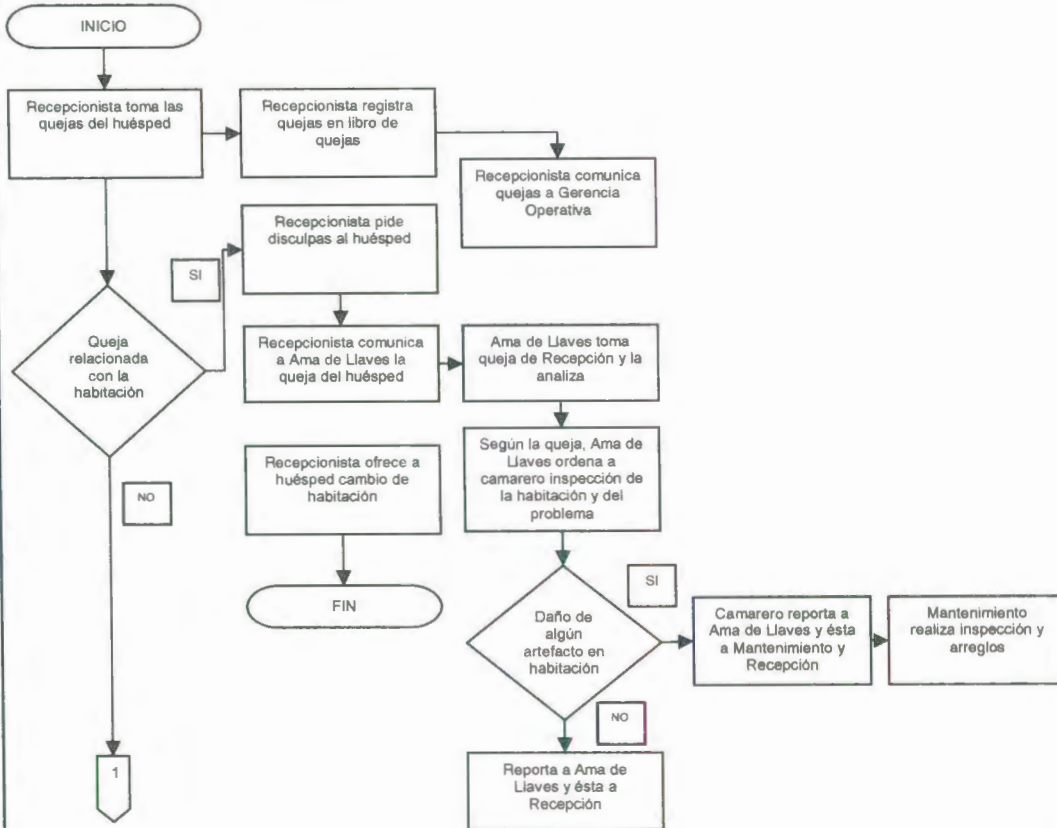 INICIO
Recepcionista toma las
quejas del huésped
Recepcionista registra
quejas en libro de
quejas
Recepcionista comunica
quejas a Gerencia
Operativa
Recepcionista pide
disculpas al huésped
SI
Queja
relacionada
con la
habitación
Recepcionista comunica
a Ama de Llaves la
queja del huésped
Ama de Llaves toma
queja de Recepción y la
analiza
Según la queja, Ama de
Llaves ordena a
camarero inspección de
la habitación y del
problema
Recepcionista ofrece a
huésped cambio de
habitación
NO
FIN
SI
Daño de
algún
artefacto en
habitación
Camarero reporta a
Ama de Llaves y ésta
a Mantenimiento y
Recepción
Mantenimiento
realiza inspección y
arreglos
NO
1
Reporta a Ama de
Llaves y ésta a
Recepción